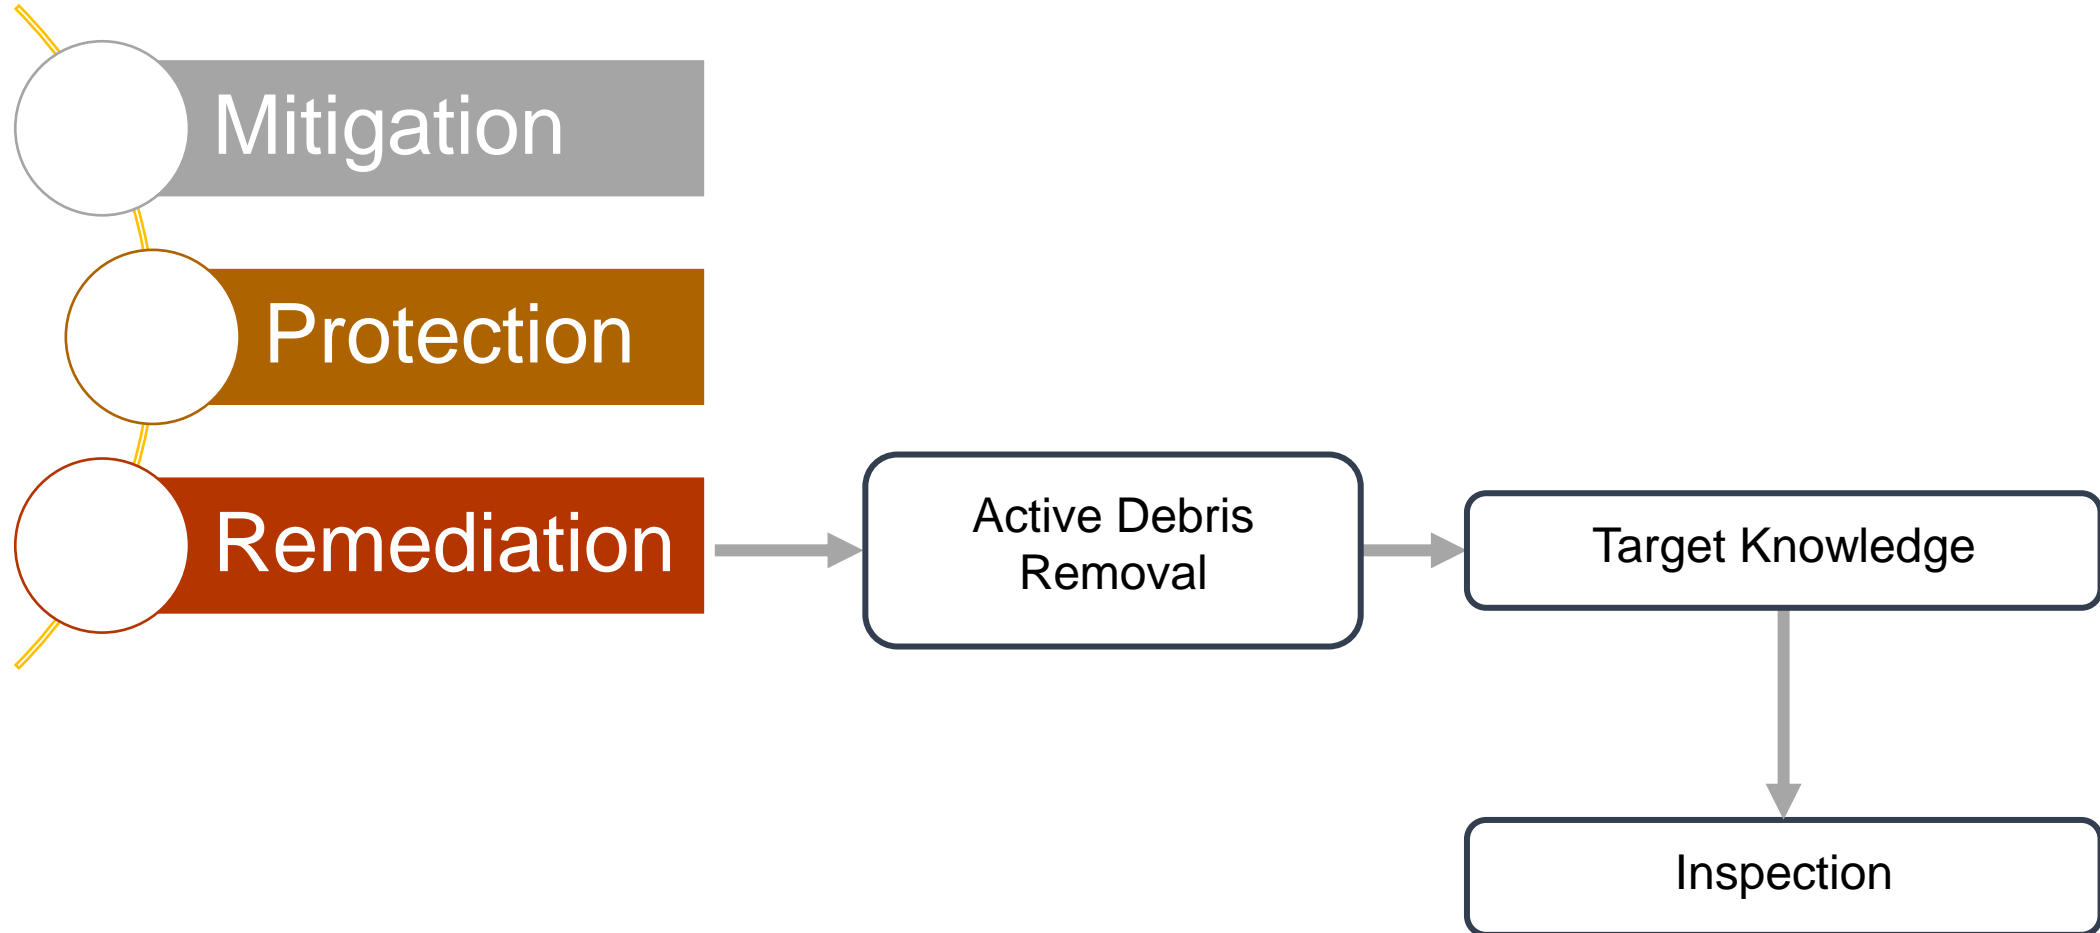 Mitigation
Protection
Remediation
Active Debris
Removal
Target Knowledge
Inspection